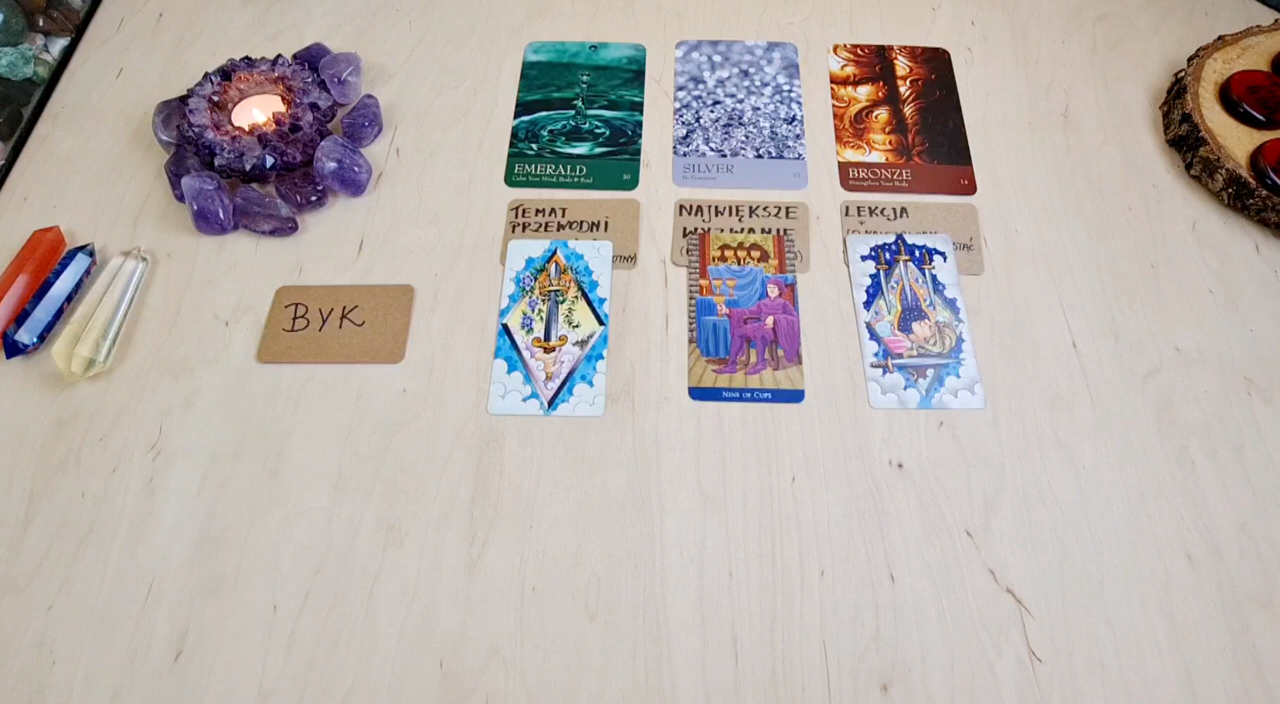 EMERALD
Calm Your Mind, Body & Soul 30
SILVER
BRONZE
Strengthen Your Body 14
TEMAT
PRZEWODNI
NAJWIĘKSZE
WYZWANIE
LEKCJA
BYK
NINE OF CUPS